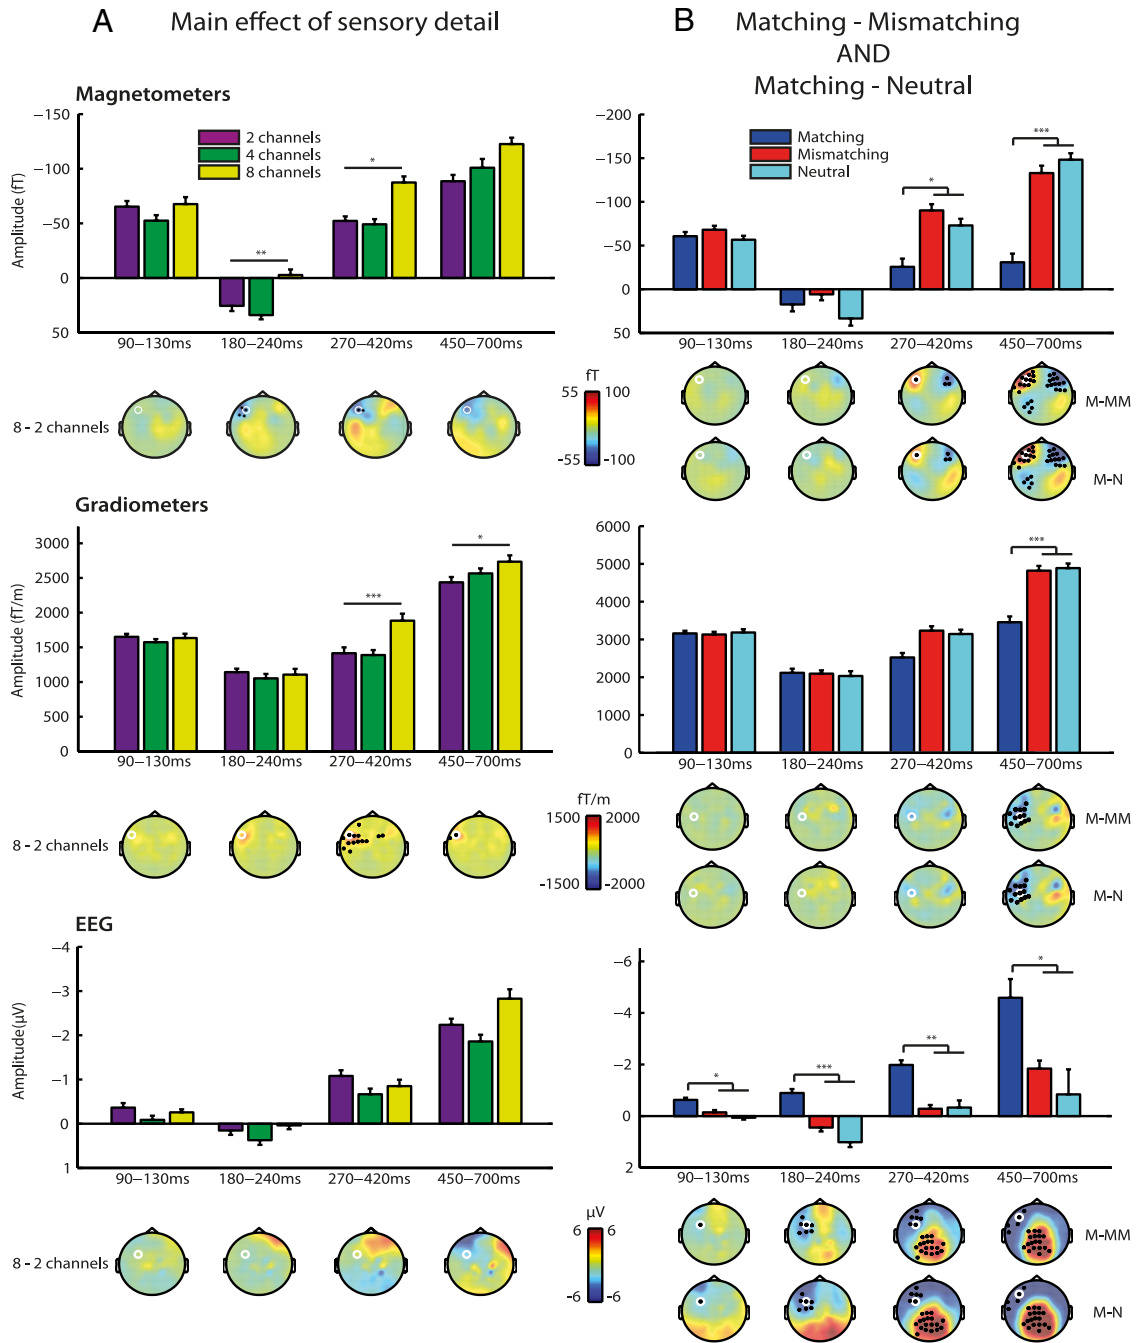 A Main effect of sensory detail
B Matching - Mismatching
AND
Matching - Neutral
Magnetometers
−150
−100
−50
0
50
Amplitude (fT)
2 channels
4 channels
8 channels
**
*
90−130ms 180−240ms 270−420ms 450−700ms
8 - 2 channels
fT
55 100
-55 -100
−200
−150
−100
−50
0
50
Matching
Mismatching
Neutral
*
***
90−130ms 180−240ms 270−420ms 450−700ms
M-MM
M-N
Gradiometers
3000
2500
2000
1500
1000
500
0
Amplitude (fT/m)
***
*
90−130ms 180−240ms 270−420ms 450−700ms
8 - 2 channels
fT/m
1500 2000
-1500 -2000
6000
5000
4000
3000
2000
1000
0
***
90−130ms 180−240ms 270−420ms 450−700ms
M-MM
M-N
EEG
−4
−3
−2
−1
0
1
Amplitude(µV)
90−130ms 180−240ms 270−420ms 450−700ms
8 - 2 channels
µV
6 6
-6 -6
−6
−4
−2
0
2
*
***
**
*
90−130ms 180−240ms 270−420ms 450−700ms
M-MM
M-N